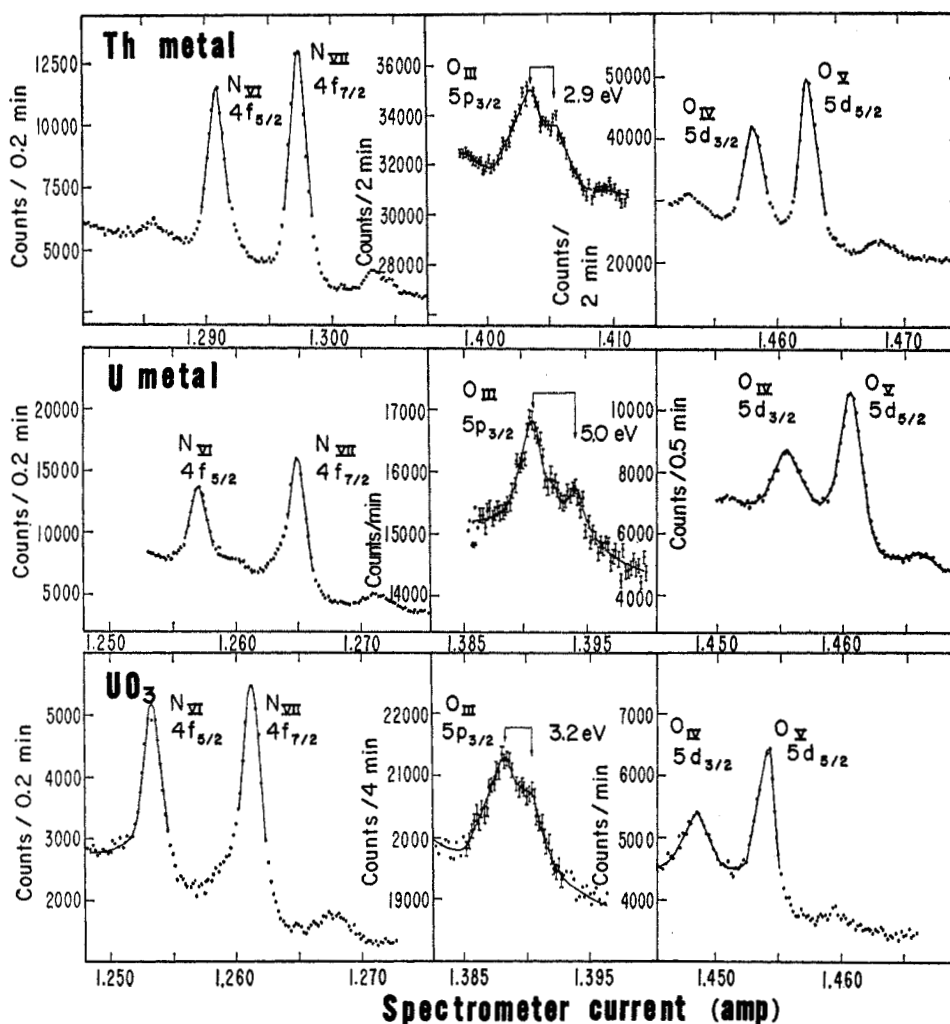 Th metal
Counts / 0.2 min
12500
10000
7500
5000
N VI
4f5/2
N VII
4f7/2
1.290
1.300
Counts/2 min
36000
34000
32000
30000
28000
O III
5p3/2
2.9 eV
1.400
1.410
Counts/
2 min
50000
40000
20000
O IV
5d3/2
O V
5d5/2
1.460
1.470
U metal
Counts / 0.2 min
20000
15000
10000
5000
N VI
4f5/2
N VII
4f7/2
1.250
1.260
1.270
Counts/min
17000
16000
15000
14000
O III
5p3/2
5.0 eV
1.385
1.395
Counts/0.5 min
10000
8000
6000
4000
O IV
5d3/2
O V
5d5/2
1.450
1.460
UO3
Counts / 0.2 min
5000
4000
3000
2000
N VI
4f5/2
N VII
4f7/2
1.250
1.260
1.270
Counts/4 min
22000
21000
2000
19000
O III
5p3/2
3.2 eV
1.385
1.395
Counts/min
7000
6000
5000
4000
O IV
5d3/2
O V
5d5/2
1.450
1.460
Spectrometer current (amp)